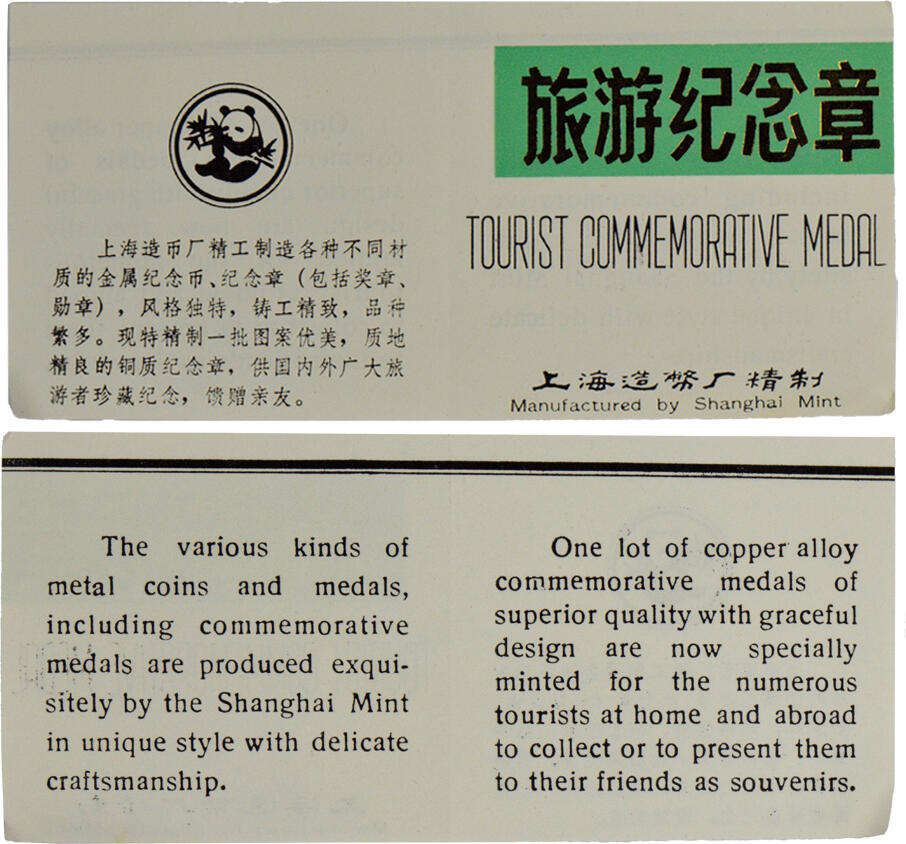 旅游纪念章
TOURIST COMMEMORATIVE MEDAL
上海造幣厂精制
Manufactured by Shanghai Mint
上海造币厂精工制造各种不同材
质的金属纪念币、纪念章（包括奖章、
勋章），风格独特，铸工精致，品种
繁多。现特精制一批图案优美，质地
精良的铜质纪念章，供国内外广大旅
游者珍藏纪念，馈赠亲友。
The various kinds of
metal coins and medals,
including commemorative
medals are produced exqui-
sitely by the Shanghai Mint
in unique style with delicate
craftsmanship.
One lot of copper alloy
commemorative medals of
superior quality with graceful
design are now specially
minted for the numerous
tourists at home and abroad
to collect or to present them
to their friends as souvenirs.